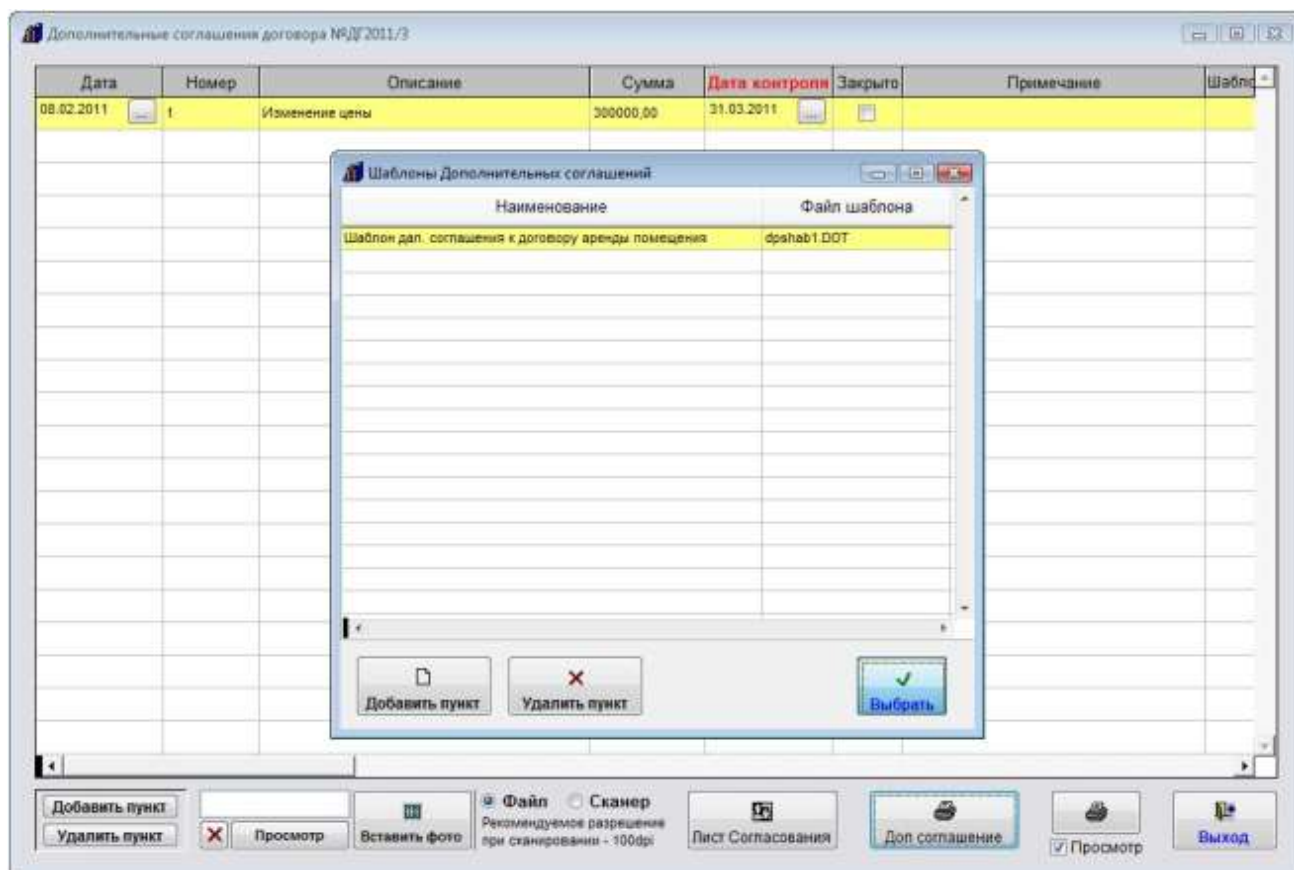 Дополнительные соглашения договора №ДГ2011/3
Дата Номер Описание Сумма Дата контроля Закрыто Примечание Шабло
08.02.2011 ... 1 Изменение цены 300000,00 31.03.2011 ...
Шаблоны Дополнительных соглашений
Наименование Файл шаблона
Шаблон дап. соглашения к договору аренды помещения dpshab1.DOT
Добавить пункт Удалить пункт Выбрать
Добавить пункт
Удалить пункт
Просмотр
Вставить фото
Файл Сканер
Рекомендуемое разрешение
при сканировании - 100dpi
Лист Согласования
Доп соглашение
Просмотр
Выход